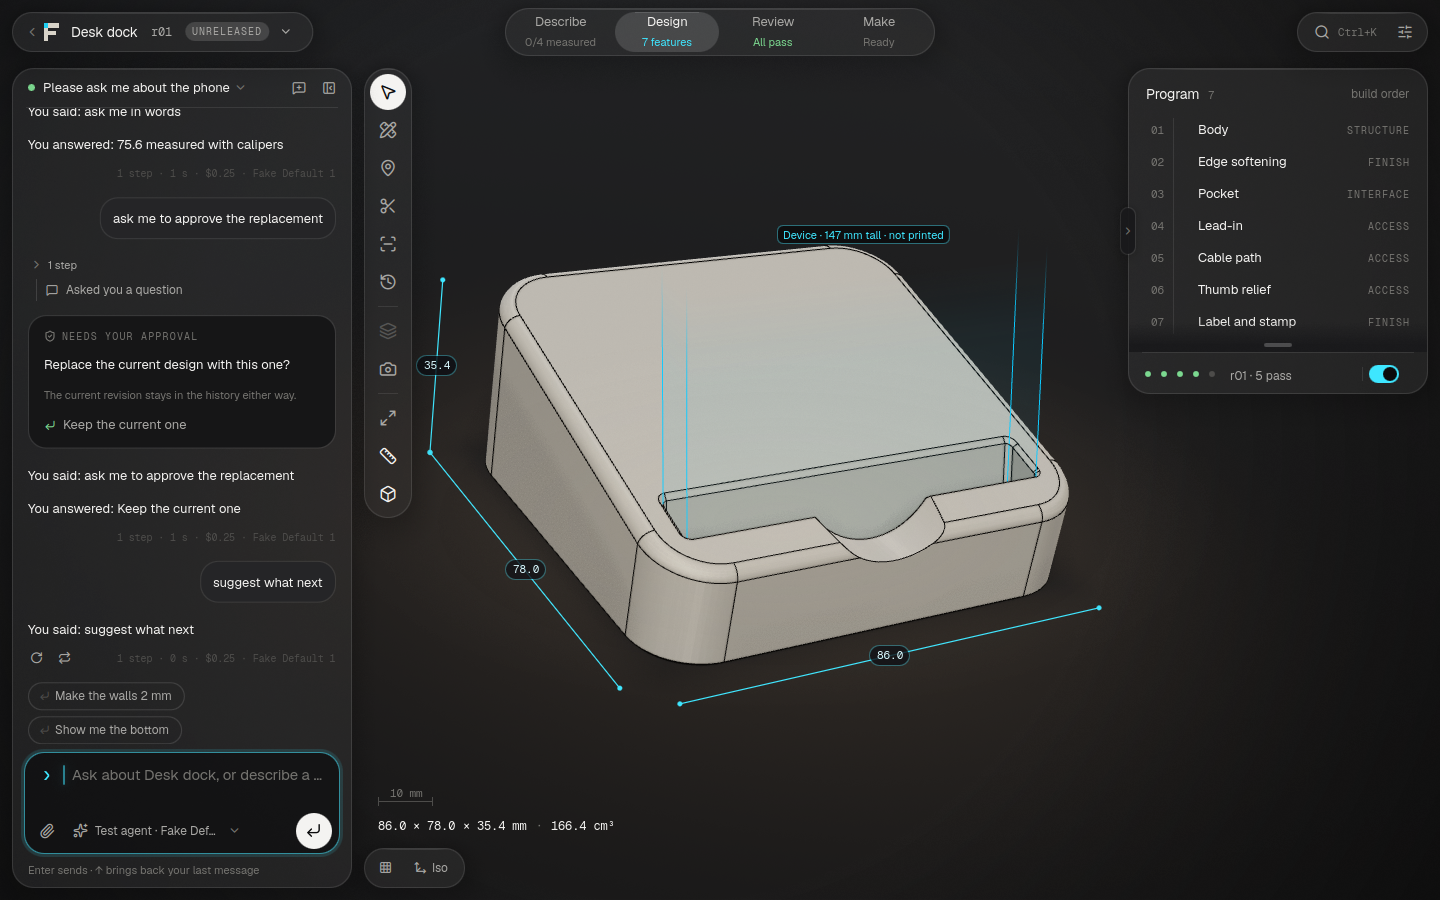 Desk dock r01 UNRELEASED
Describe
0/4 measured
Design
7 features
Review
All pass
Make
Ready
Ctrl+K
Please ask me about the phone
You said: ask me in words
You answered: 75.6 measured with calipers
1 step · 1 s · $0.25 · Fake Default 1
ask me to approve the replacement
1 step
Asked you a question
NEEDS YOUR APPROVAL
Replace the current design with this one?
The current revision stays in the history either way.
Keep the current one
You said: ask me to approve the replacement
You answered: Keep the current one
1 step · 1 s · $0.25 · Fake Default 1
suggest what next
You said: suggest what next
1 step · 0 s · $0.25 · Fake Default 1
Make the walls 2 mm
Show me the bottom
Ask about Desk dock, or describe a ...
Test agent · Fake Def...
Enter sends · ↑ brings back your last message
Device · 147 mm tall · not printed
35.4
78.0
86.0
10 mm
86.0 × 78.0 × 35.4 mm · 166.4 cm³
Iso
Program 7 build order
01 Body STRUCTURE
02 Edge softening FINISH
03 Pocket INTERFACE
04 Lead-in ACCESS
05 Cable path ACCESS
06 Thumb relief ACCESS
07 Label and stamp FINISH
r01 · 5 pass